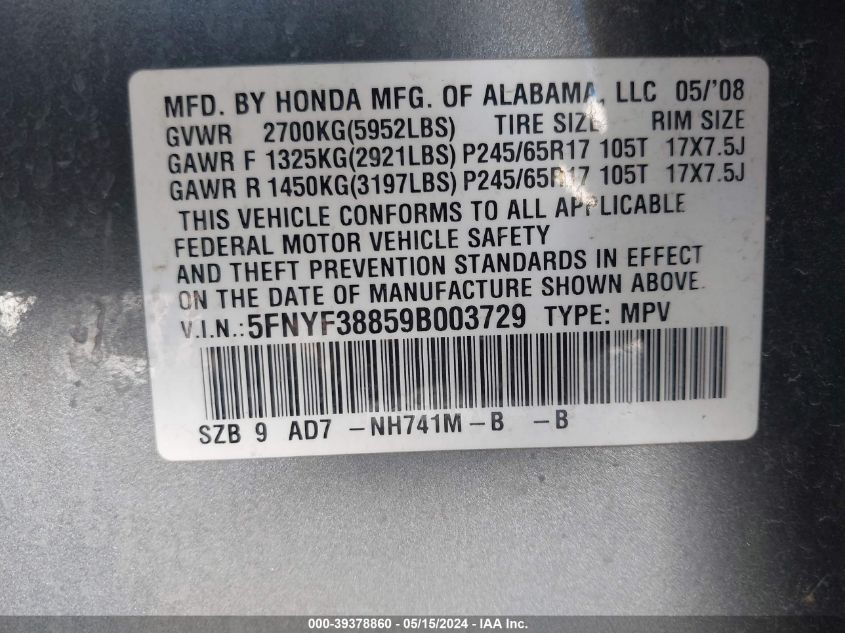 MFD. BY HONDA MFG. OF ALABAMA, LLC 05/'08
GVWR 2700KG(5952LBS) TIRE SIZE RIM SIZE
GAWR F 1325KG(2921LBS) P245/65R17 105T 17X7.5J
GAWR R 1450KG(3197LBS) P245/65R17 105T 17X7.5J
THIS VEHICLE CONFORMS TO ALL APPLICABLE
FEDERAL MOTOR VEHICLE SAFETY
AND THEFT PREVENTION STANDARDS IN EFFECT
ON THE DATE OF MANUFACTURE SHOWN ABOVE.
V.I.N.:5FNYF38859B003729 TYPE: MPV
SZB 9 AD7 -NH741M-B -B
000-39378860 - 05/15/2024 - IAA Inc.